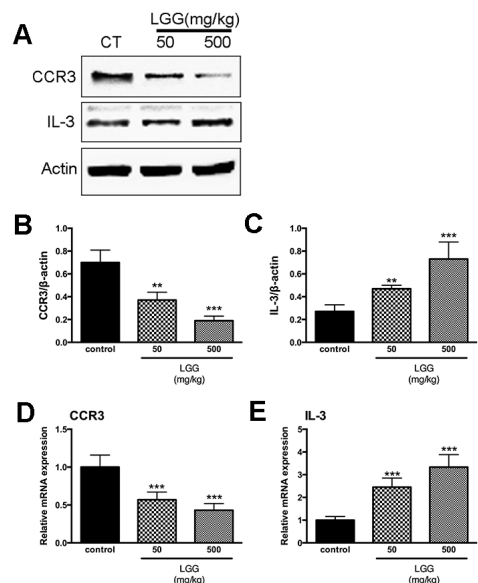 A
LGG(mg/kg)
CT 50 500
CCR3
IL-3
Actin
B
CCR3/β-actin
1.0
0.8
0.6
0.4
0.2
0.0
** ***
control 50 500
LGG
(mg/kg)
C
IL-3/β-actin
1.0
0.8
0.6
0.4
0.2
0.0
** ***
control 50 500
LGG
(mg/kg)
D CCR3
Relative mRNA expression
1.5
1.0
0.5
0.0
*** ***
control 50 500
LGG
(mg/kg)
E IL-3
Relative mRNA expression
5
4
3
2
1
0
*** ***
control 50 500
LGG
(mg/kg)